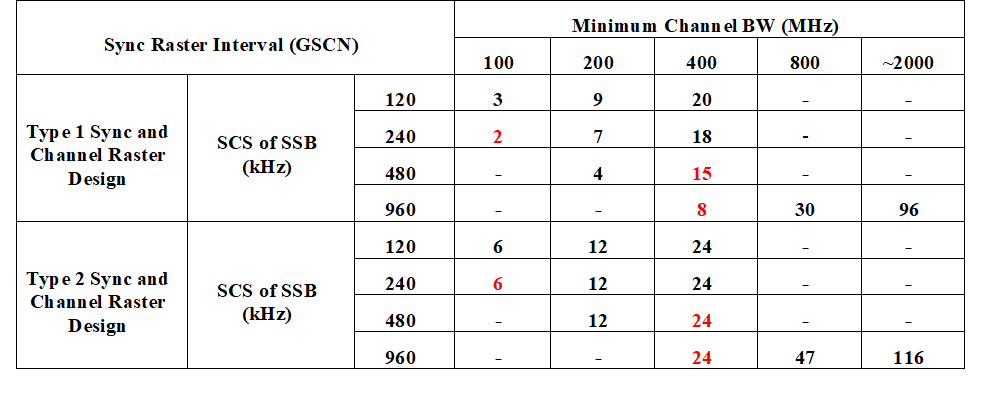 Sync Raster Interval (GSCN)
Minimum Channel BW (MHz)
100 200 400 800 ~2000
Type 1 Sync and
Channel Raster
Design
SCS of SSB
(kHz)
120 3 9 20 - -
240 2 7 18 - -
480 - 4 15 - -
960 - - 8 30 96
Type 2 Sync and
Channel Raster
Design
SCS of SSB
(kHz)
120 6 12 24 - -
240 6 12 24 - -
480 - 12 24 - -
960 - - 24 47 116